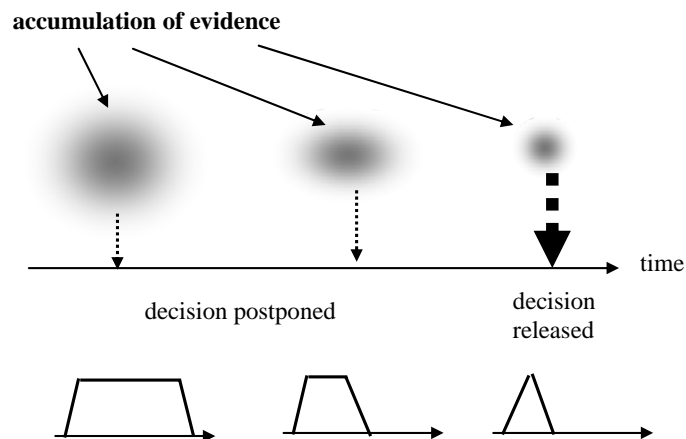 accumulation of evidence
time
decision postponed
decision
released